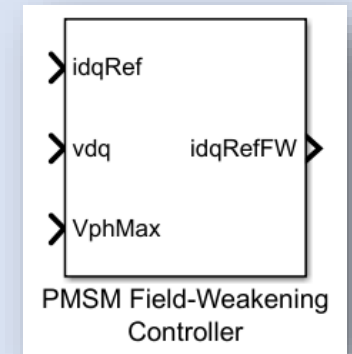 idqRef
vdq idqRefFW
VphMax
PMSM Field-Weakening
Controller